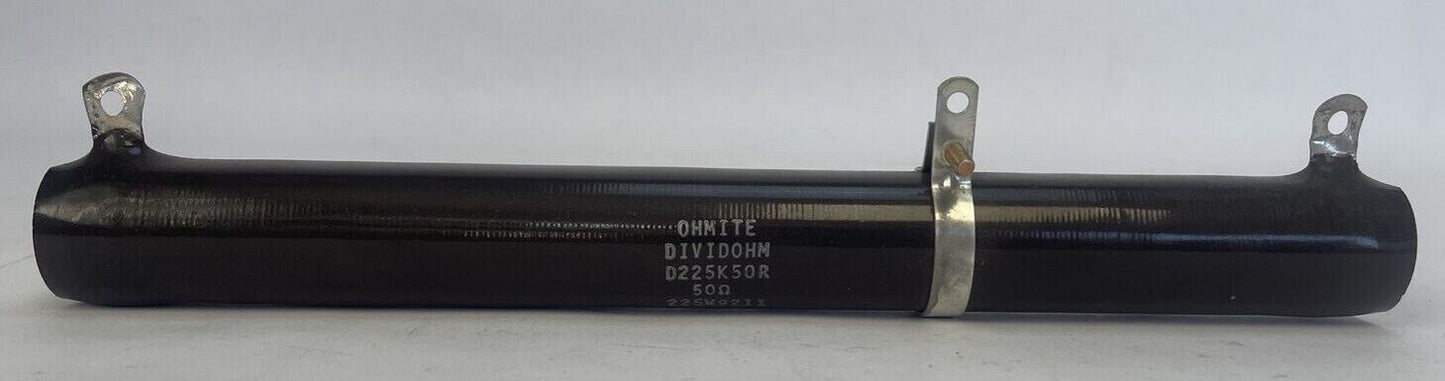 OHMITE
DIVIDOHM
D225K50R
50Ω
225W9211